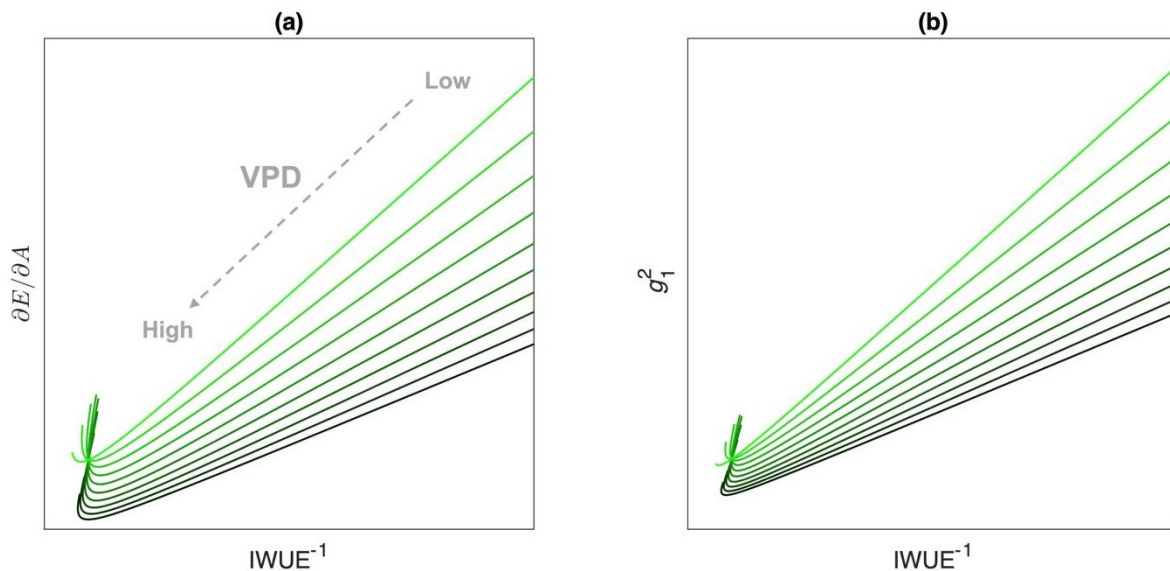 (a)
Low
VPD
High
∂E/∂A
IWUE⁻¹
(b)
g₁²
IWUE⁻¹